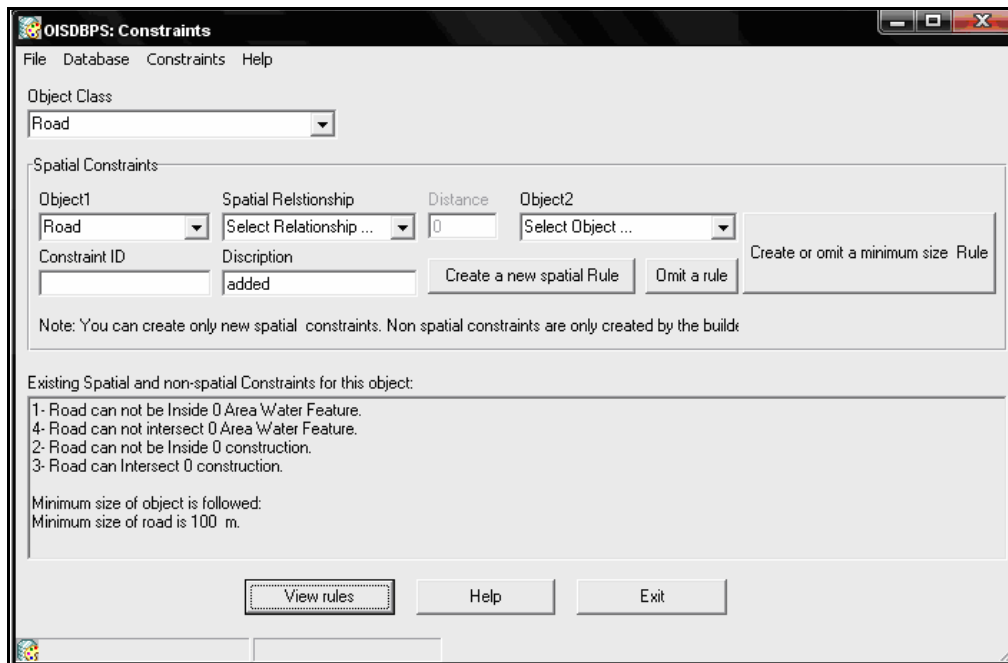 OISDBPS: Constraints
File Database Constraints Help
Object Class
Road
Spatial Constraints
Object1 Spatial Relstionship Distance Object2
Road Select Relationship ... 0 Select Object ...
Create or omit a minimum size Rule
Constraint ID Discription
added Create a new spatial Rule Omit a rule
Note: You can create only new spatial constraints. Non spatial constraints are only created by the builde
Existing Spatial and non-spatial Constraints for this object:
1- Road can not be Inside 0 Area Water Feature.
4- Road can not intersect 0 Area Water Feature.
2- Road can not be Inside 0 construction.
3- Road can Intersect 0 construction.
Minimum size of object is followed:
Minimum size of road is 100 m.
View rules Help Exit